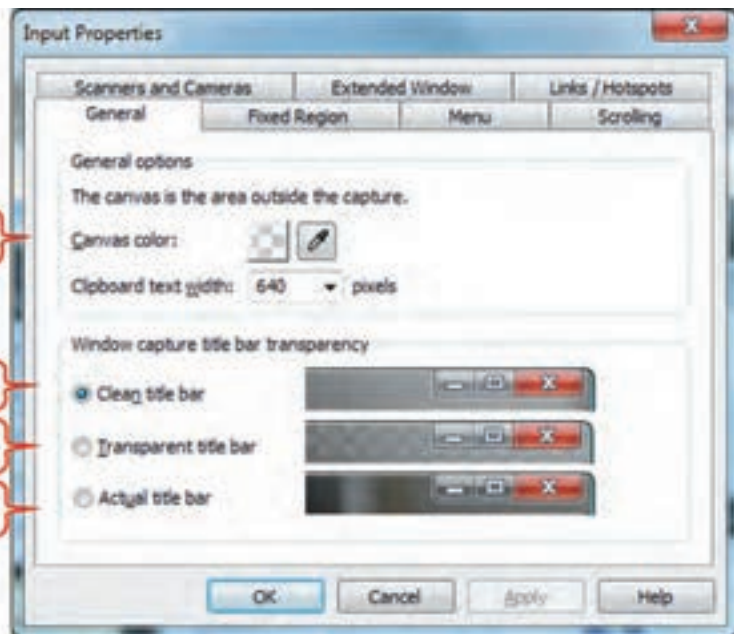 Input Properties
Scanners and Cameras Extended Window Links / Hotspots
General Fixed Region Menu Scrolling
General options
The canvas is the area outside the capture.
Canvas color:
Clipboard text width: 640 pixels
Window capture title bar transparency
Clean title bar
Transparent title bar
Actual title bar
OK Cancel Apply Help